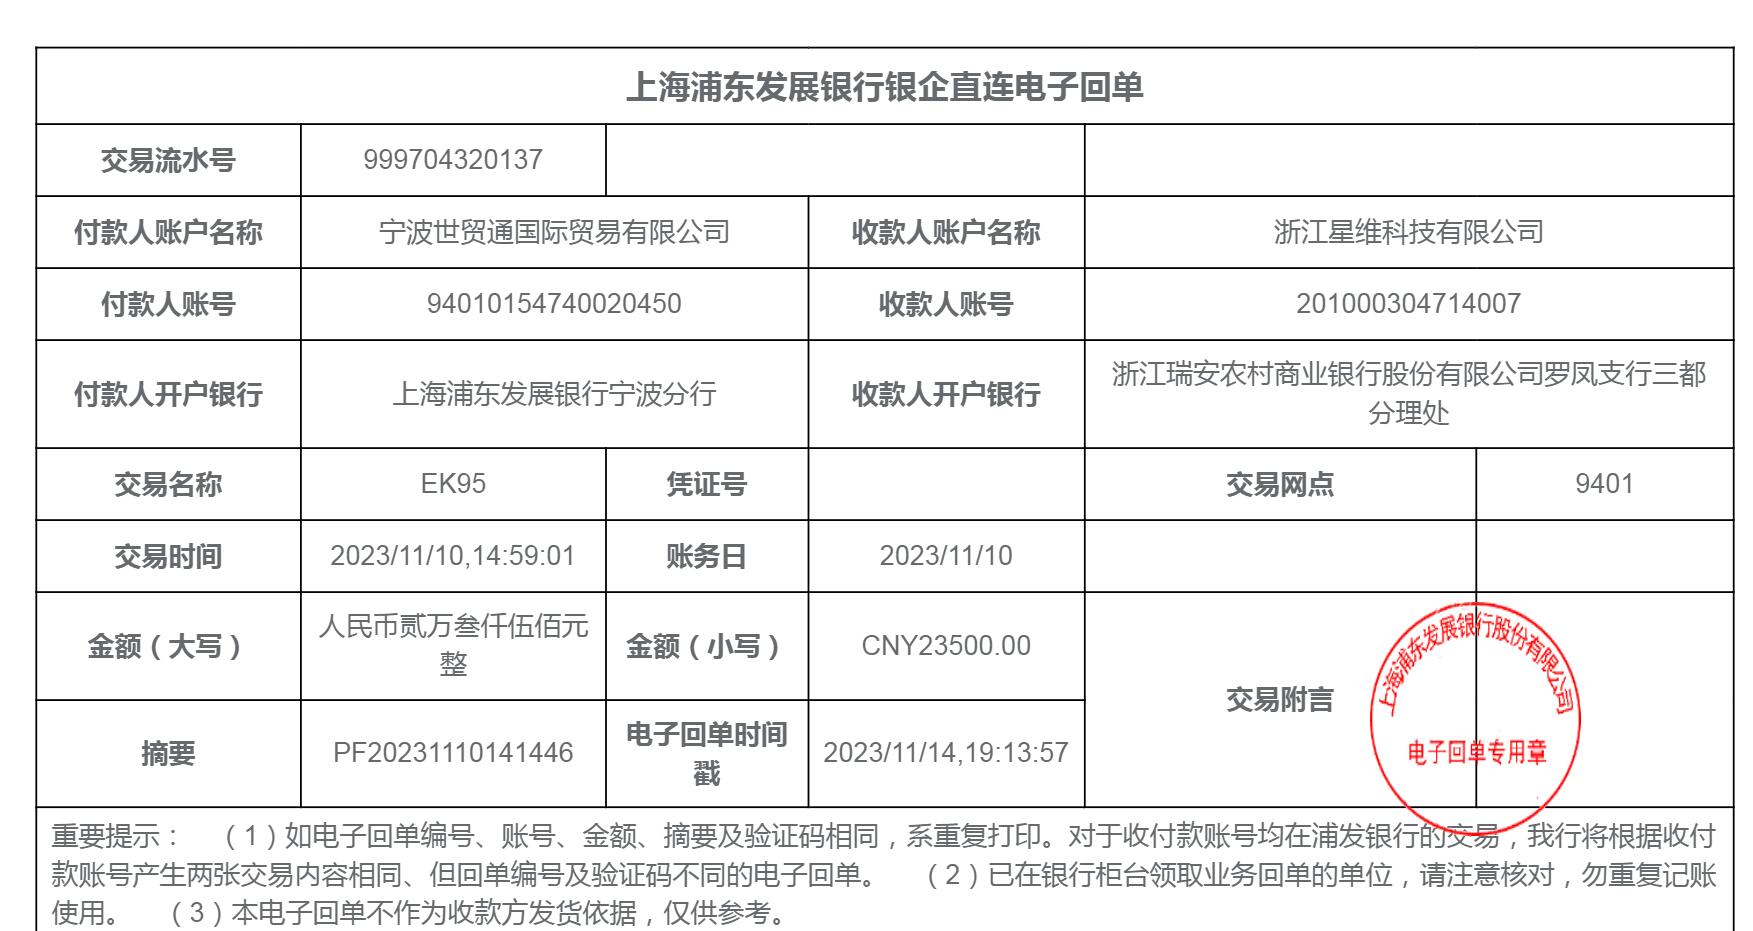 上海浦东发展银行银企直连电子回单
交易流水号 999704320137
付款人账户名称 宁波世贸通国际贸易有限公司 收款人账户名称 浙江星维科技有限公司
付款人账号 94010154740020450 收款人账号 201000304714007
付款人开户银行 上海浦东发展银行宁波分行 收款人开户银行 浙江瑞安农村商业银行股份有限公司罗凤支行三都
分理处
交易名称 EK95 凭证号 交易网点 9401
交易时间 2023/11/10,14:59:01 账务日 2023/11/10
金额（大写） 人民币贰万叁仟伍佰元
整 金额（小写） CNY23500.00
交易附言
摘要 PF20231110141446 电子回单时间
戳 2023/11/14,19:13:57
上海浦东发展银行股份有限公司
电子回单专用章
重要提示： （1）如电子回单编号、账号、金额、摘要及验证码相同，系重复打印。对于收付款账号均在浦发银行的交易，我行将根据收付
款账号产生两张交易内容相同、但回单编号及验证码不同的电子回单。 （2）已在银行柜台领取业务回单的单位，请注意核对，勿重复记账
使用。 （3）本电子回单不作为收款方发货依据，仅供参考。